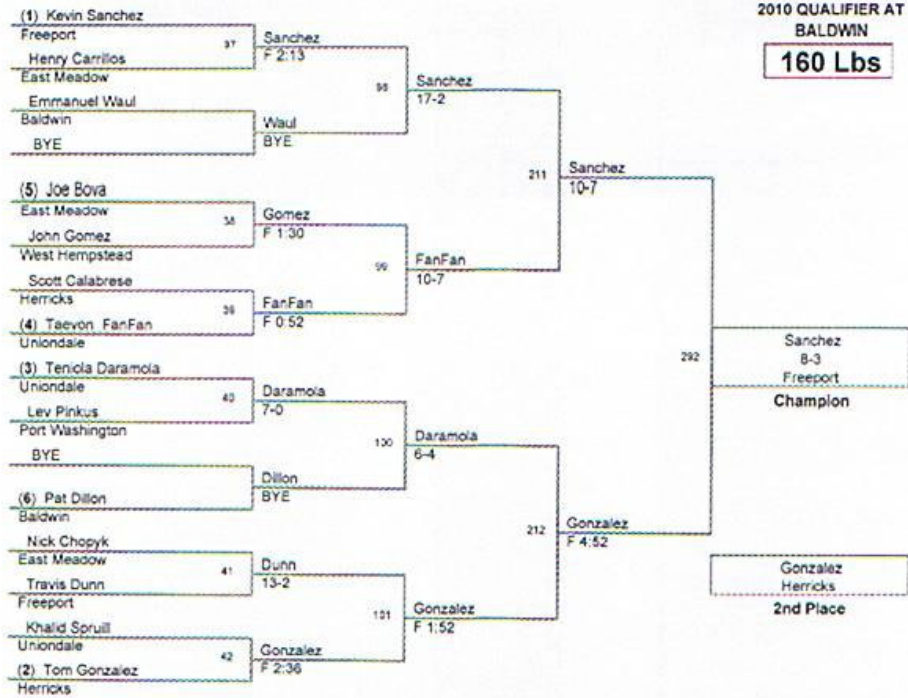 2010 QUALIFIER AT
BALDWIN
160 Lbs
(1) Kevin Sanchez
Freeport
Henry Carrillos
East Meadow
Emmanuel Waul
Baldwin
BYE
(5) Joe Bova
East Meadow
John Gomez
West Hempstead
Scott Calabrese
Herricks
(4) Taevon FanFan
Uniondale
(3) Teniola Daramola
Uniondale
Lev Pinkus
Port Washington
BYE
(6) Pat Dillon
Baldwin
Nick Chopyk
East Meadow
Travis Dunn
Freeport
Khalid Spruill
Uniondale
(2) Tom Gonzalez
Herricks
37
38
39
40
41
42
Sanchez
F 2:13
Waul
BYE
Gomez
F 1:30
FanFan
F 0:52
Daramola
7-0
Dillon
BYE
Dunn
13-2
Gonzalez
F 2:36
98
99
100
101
Sanchez
17-2
FanFan
10-7
Daramola
6-4
Gonzalez
F 1:52
211
212
Sanchez
10-7
Gonzalez
F 4:52
292
Sanchez
8-3
Freeport
Champion
Gonzalez
Herricks
2nd Place